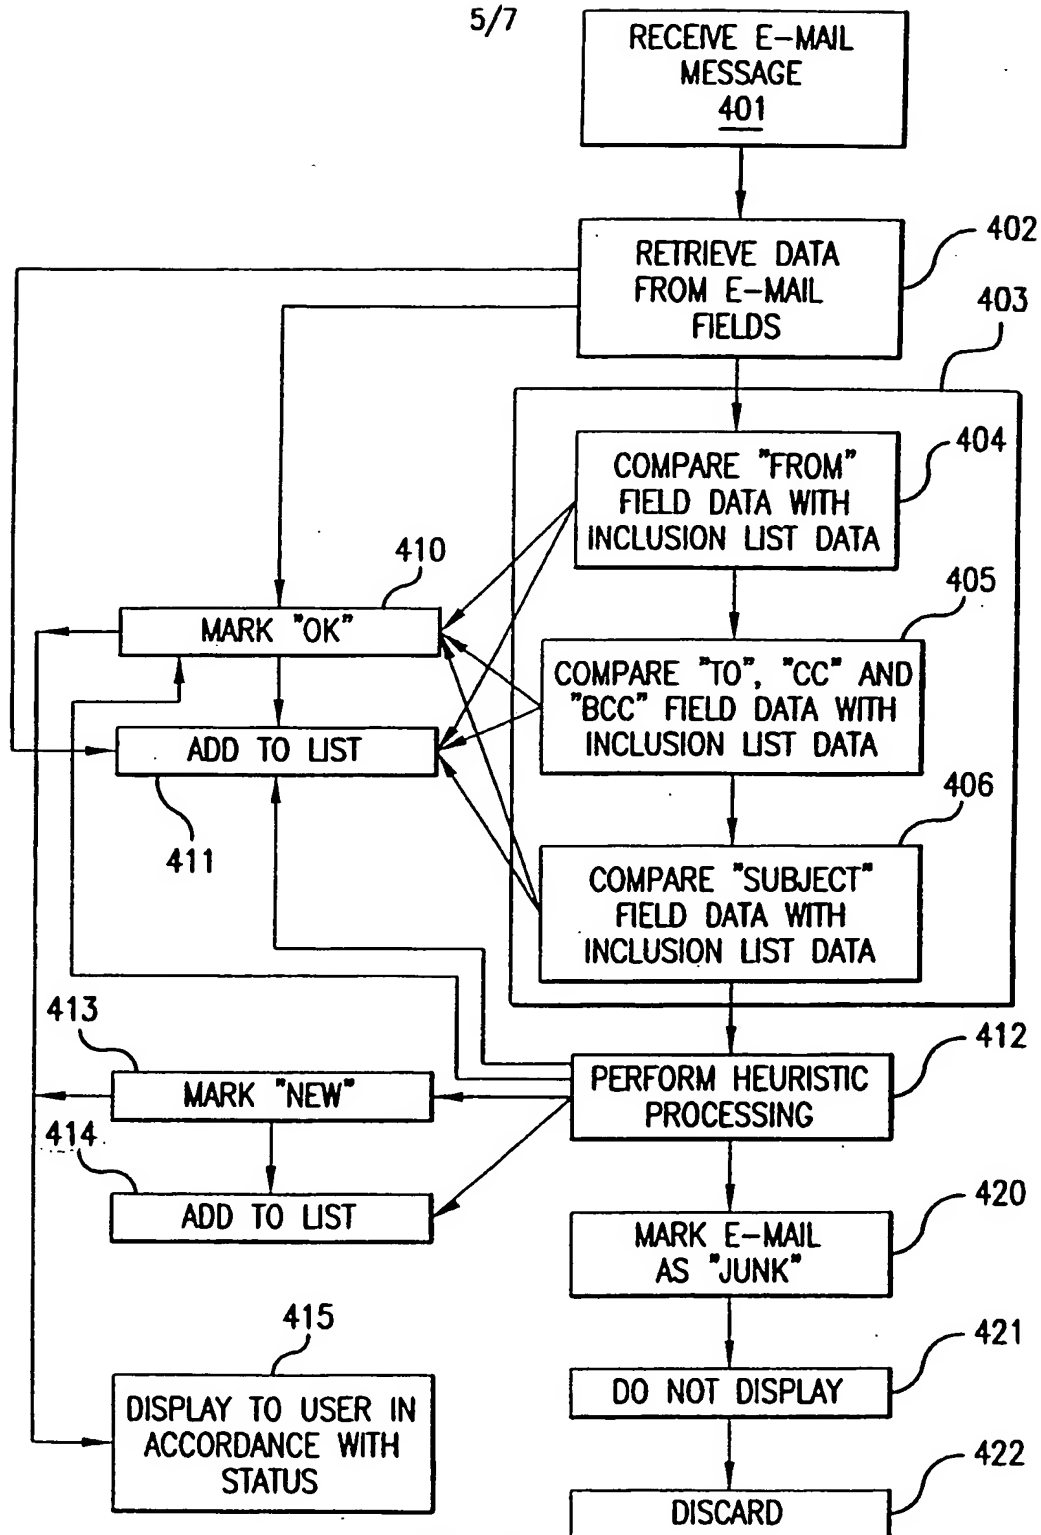 5/7
RECEIVE E-MAIL
MESSAGE
401
402
RETRIEVE DATA
FROM E-MAIL
FIELDS
403
404
COMPARE "FROM"
FIELD DATA WITH
INCLUSION LIST DATA
410
MARK "OK"
405
COMPARE "TO", "CC" AND
"BCC" FIELD DATA WITH
INCLUSION LIST DATA
ADD TO LIST
411
406
COMPARE "SUBJECT"
FIELD DATA WITH
INCLUSION LIST DATA
413
MARK "NEW"
412
PERFORM HEURISTIC
PROCESSING
414
ADD TO LIST
420
MARK E-MAIL
AS "JUNK"
415
DISPLAY TO USER IN
ACCORDANCE WITH
STATUS
421
DO NOT DISPLAY
422
DISCARD